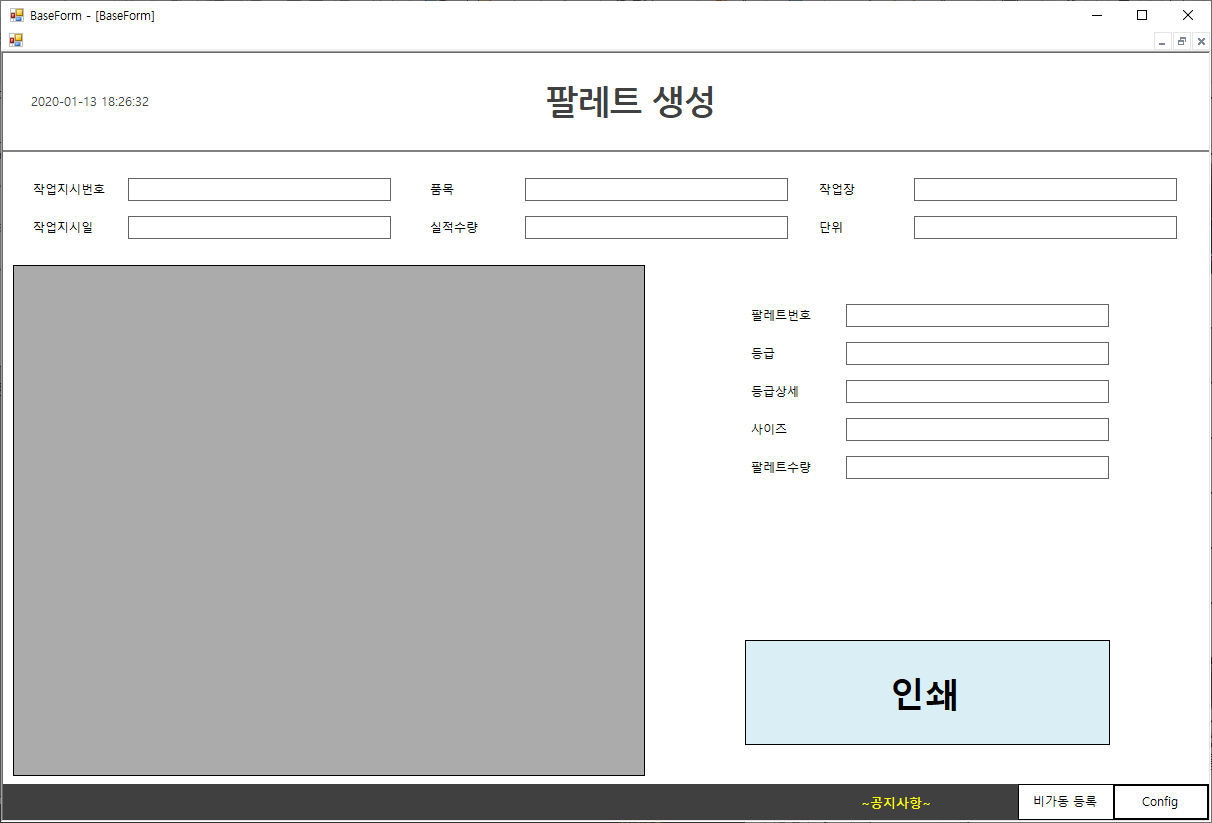 BaseForm - [BaseForm]
2020-01-13 18:26:32
팔레트 생성
작업지시번호
품목
작업장
작업지시일
실적수량
단위
팔레트번호
등급
등급상세
사이즈
팔레트수량
인쇄
~공지사항~
비가동 등록
Config